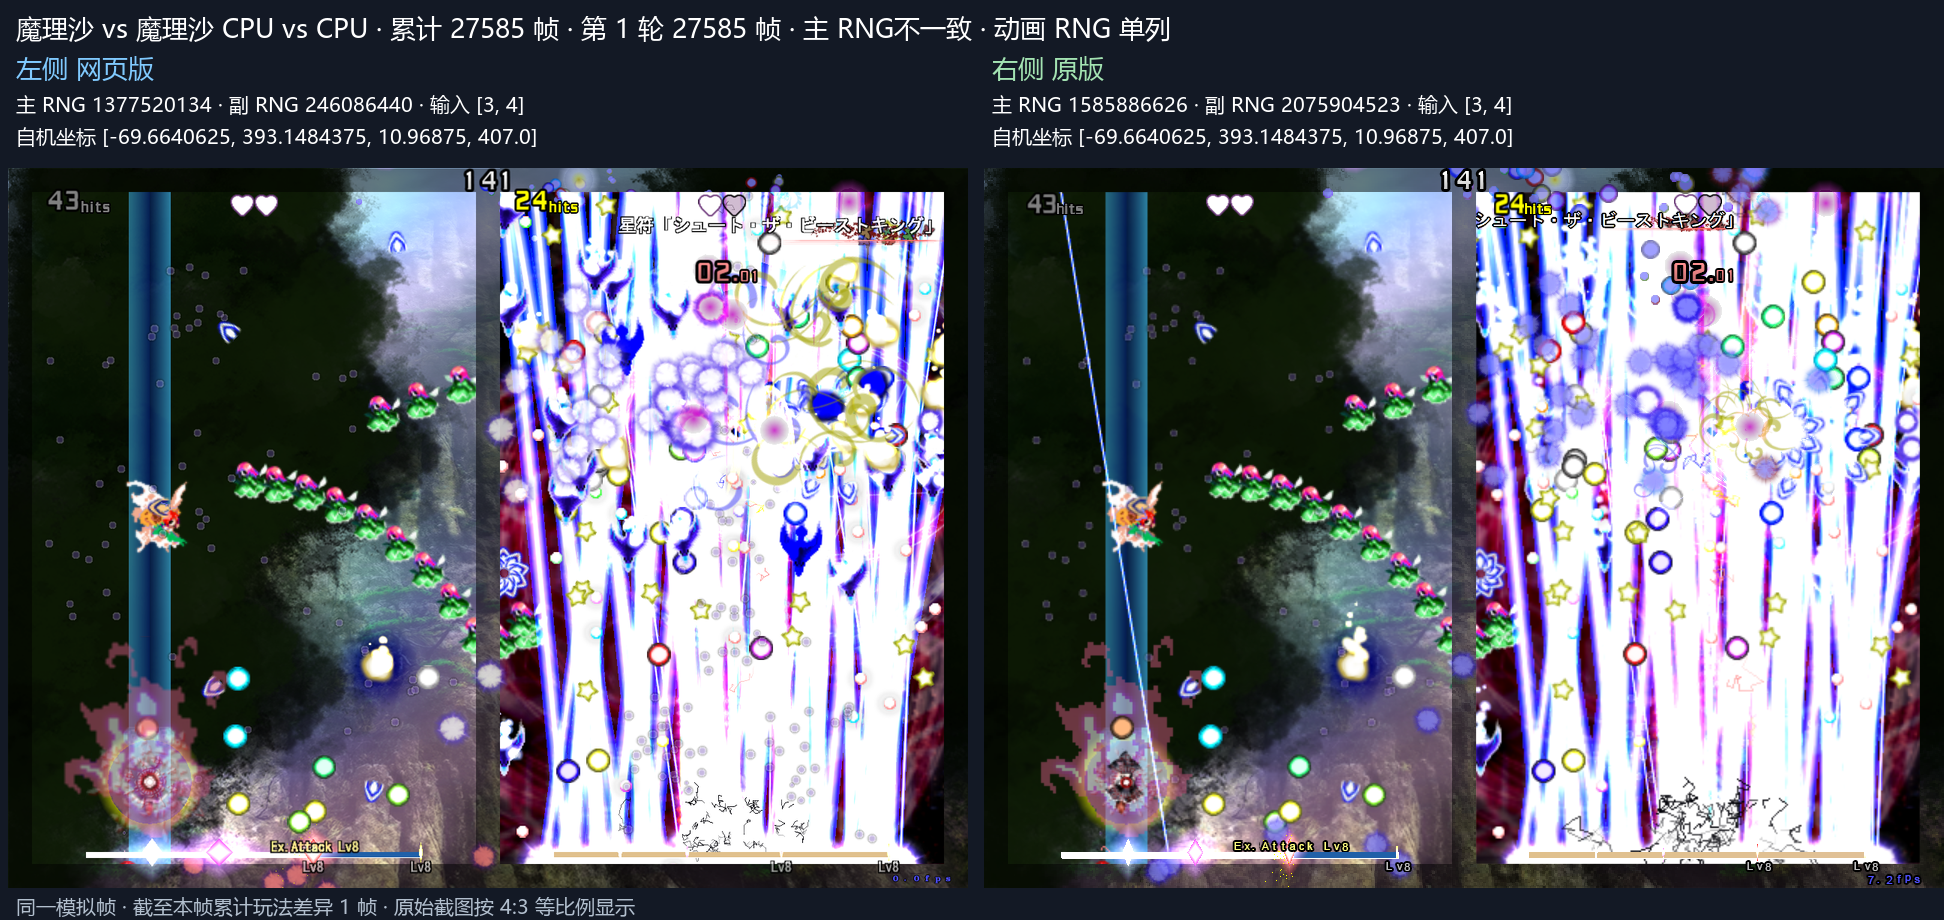 魔理沙 vs 魔理沙 CPU vs CPU · 累计 27585 帧 · 第 1 轮 27585 帧 · 主 RNG不一致 · 动画 RNG 单列
左侧 网页版
主 RNG 1377520134 · 副 RNG 246086440 · 输入 [3, 4]
自机坐标 [-69.6640625, 393.1484375, 10.96875, 407.0]
右侧 原版
主 RNG 1585886626 · 副 RNG 2075904523 · 输入 [3, 4]
自机坐标 [-69.6640625, 393.1484375, 10.96875, 407.0]
141
43hits
24hits
星符「シュート・ザ・ビーストキング」
02.01
Ex.Attack Lv8
Lv8
Lv8
Lv8
Lv8
0.0fps
141
43hits
24hits
シュート・ザ・ビーストキング」
02.01
Ex.Attack Lv8
Lv8
Lv8
Lv8
7.2fps
同一模拟帧 · 截至本帧累计玩法差异 1 帧 · 原始截图按 4:3 等比例显示